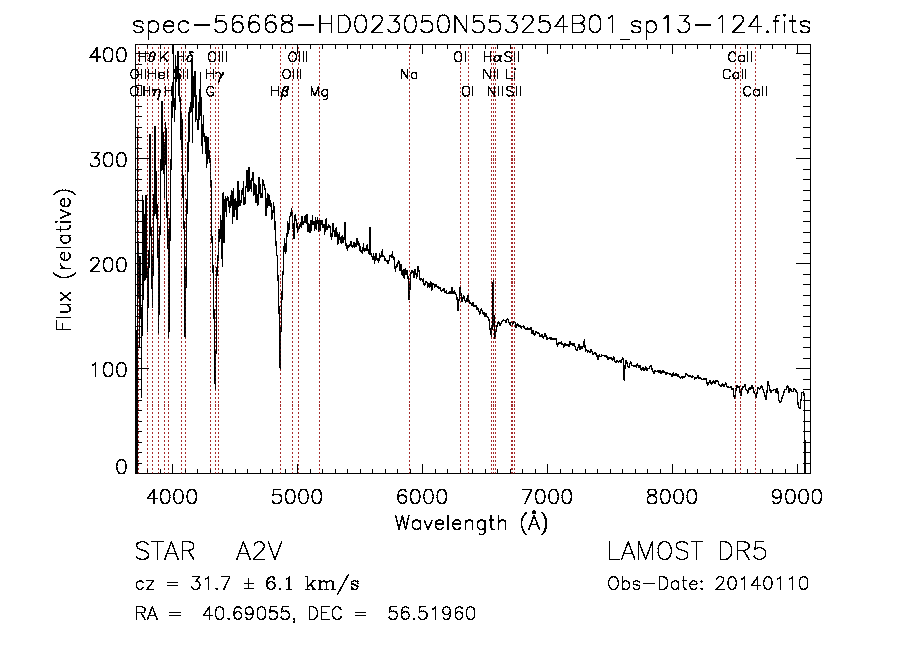 spec-56668-HD023050N553254B01_sp13-124.fits
Hθ K Hδ OIII OIII OI Hα SII CaII
OII HeI SII Hγ OIII Na NII Li CaII
Hη H G Hβ Mg OI NII SII CaII
400
300
200
100
0
Flux (relative)
4000 5000 6000 7000 8000 9000
Wavelength (Å)
STAR A2V LAMOST DR5
cz = 31.7 ± 6.1 km/s Obs-Date: 20140110
RA = 40.69055, DEC = 56.51960